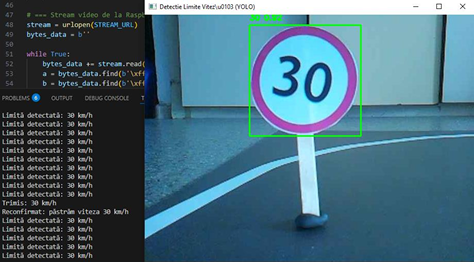 46
47 # === Stream video de la Raspb
48 stream = urlopen(STREAM_URL)
49 bytes_data = b''
50
51 while True:
52 bytes_data += stream.read(
53 a = bytes_data.find(b'\xff
54 b = bytes_data.find(b'\xff
PROBLEMS 6 OUTPUT DEBUG CONSOLE
Limită detectată: 30 km/h
Limită detectată: 30 km/h
Limită detectată: 30 km/h
Limită detectată: 30 km/h
Limită detectată: 30 km/h
Limită detectată: 30 km/h
Limită detectată: 30 km/h
Limită detectată: 30 km/h
Limită detectată: 30 km/h
Trimis: 30 km/h
Reconfirmat: păstrăm viteza 30 km/h
Limită detectată: 30 km/h
Limită detectată: 30 km/h
Limită detectată: 30 km/h
Limită detectată: 30 km/h
Detectie Limite Vitez\u0103 (YOLO)
30